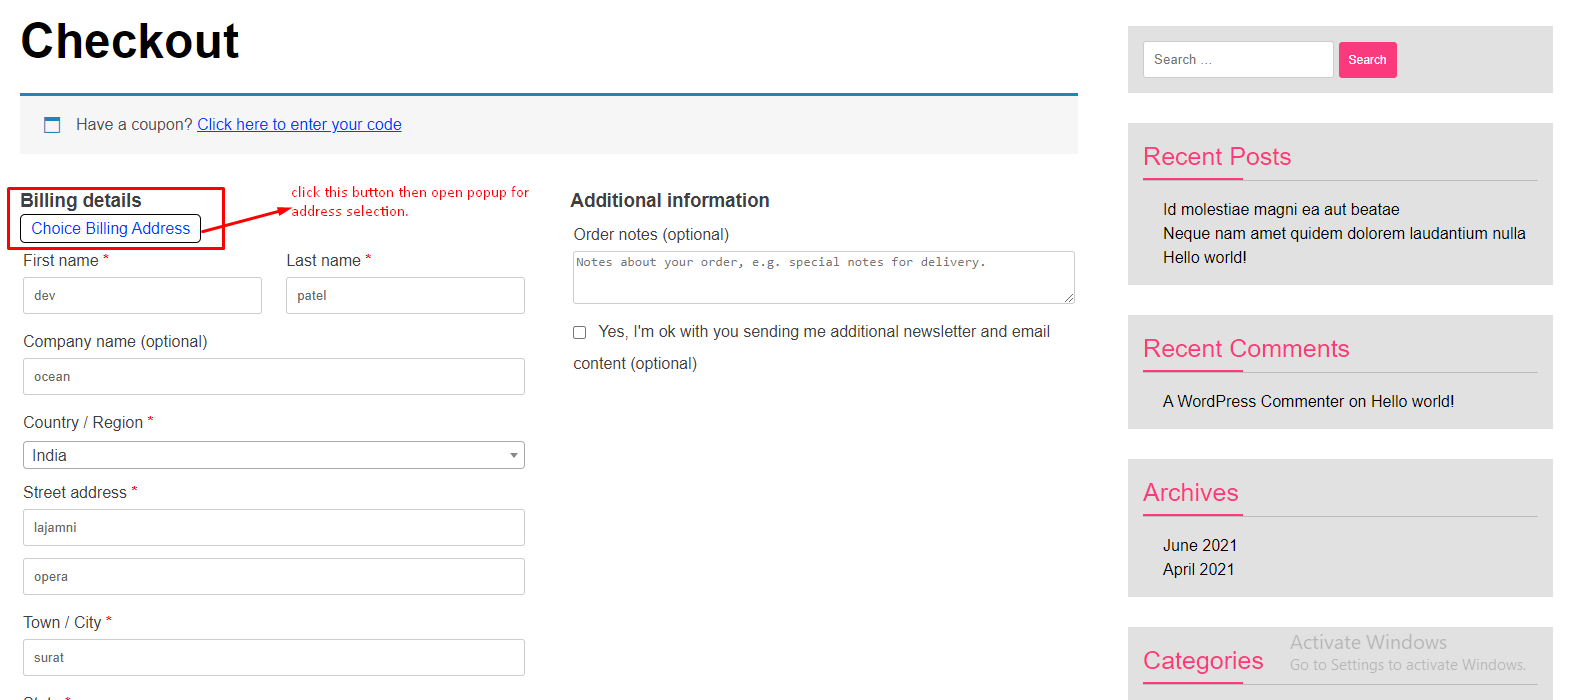 Checkout
Have a coupon? Click here to enter your code
Billing details
Choice Billing Address
click this button then open popup for
address selection.
First name *
Last name *
dev
patel
Company name (optional)
ocean
Country / Region *
India
Street address *
lajamni
opera
Town / City *
surat
Additional information
Order notes (optional)
Notes about your order, e.g. special notes for delivery.
Yes, I'm ok with you sending me additional newsletter and email
content (optional)
Search …
Search
Recent Posts
Id molestiae magni ea aut beatae
Neque nam amet quidem dolorem laudantium nulla
Hello world!
Recent Comments
A WordPress Commenter on Hello world!
Archives
June 2021
April 2021
Categories
Activate Windows
Go to Settings to activate Windows.